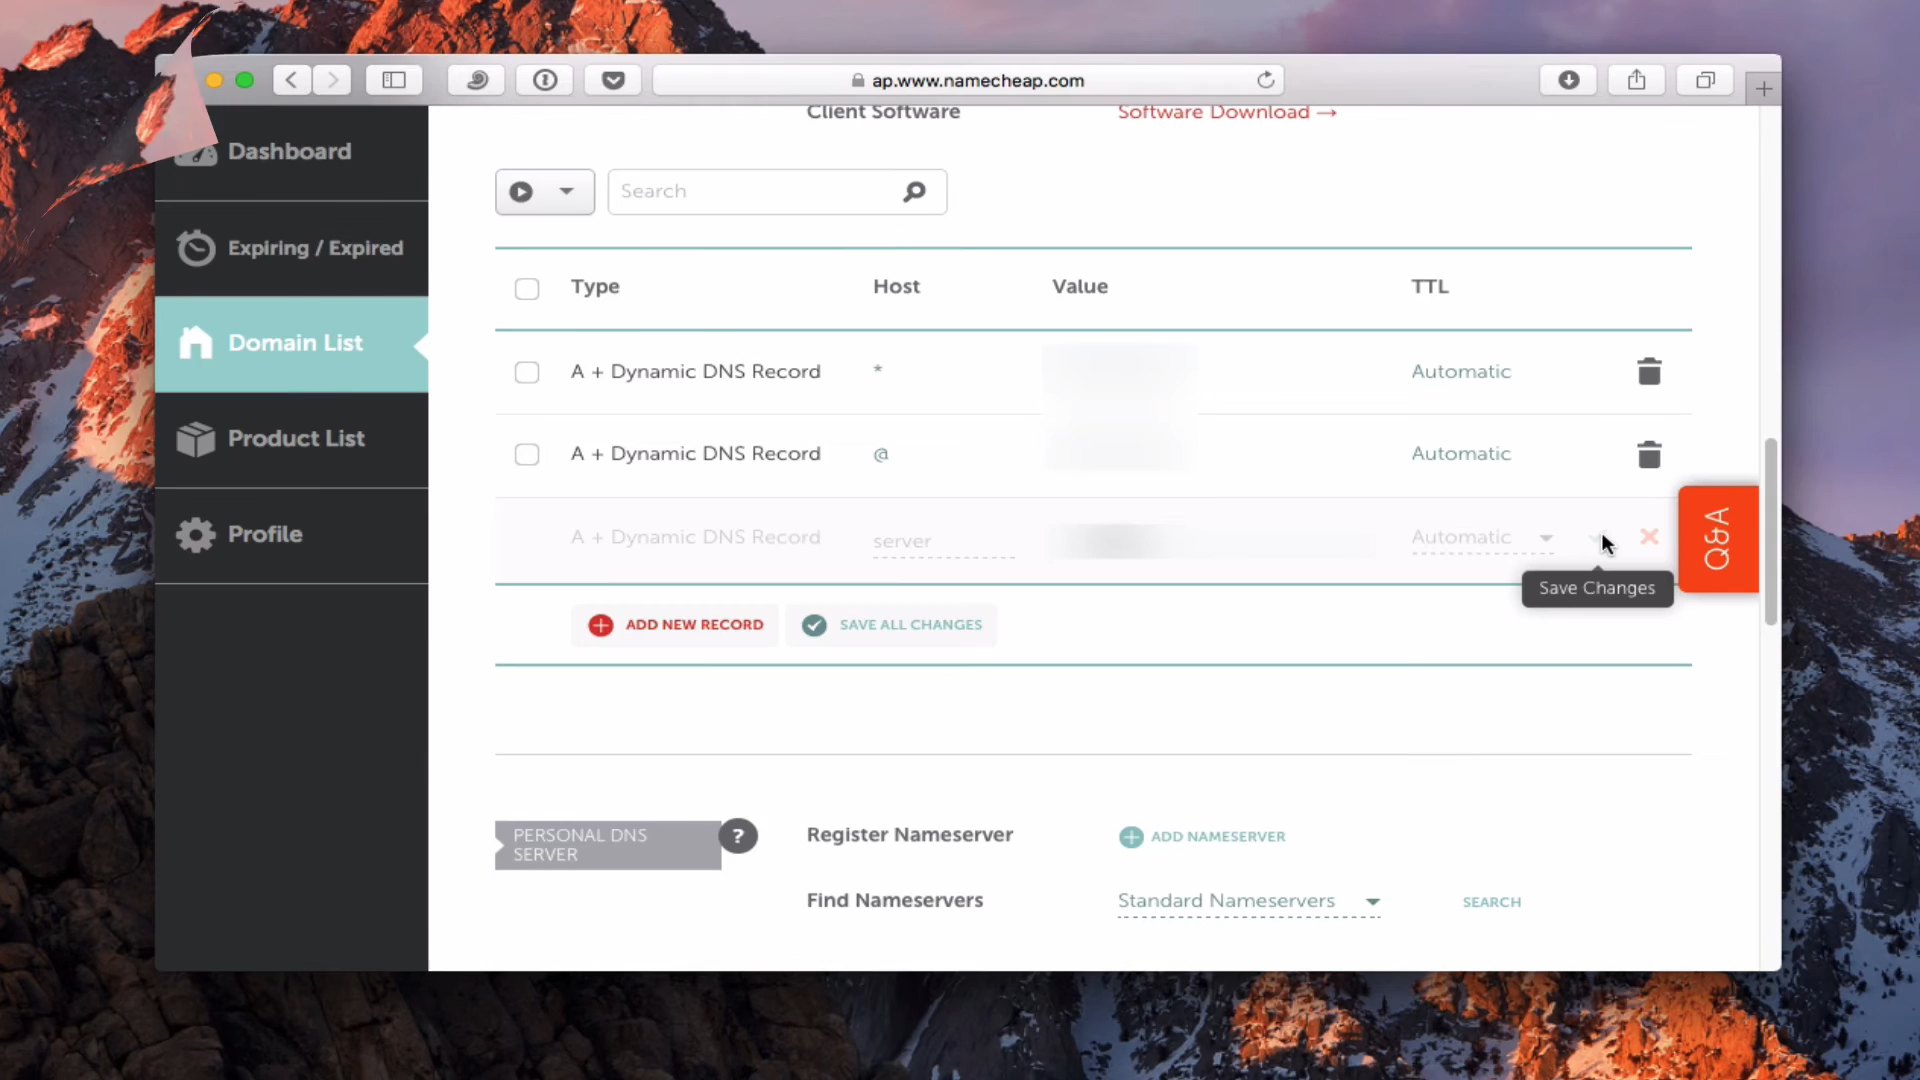 ap.www.namecheap.com
Client Software
Software Download →
Dashboard
Expiring / Expired
Domain List
Product List
Profile
Search
Type Host Value TTL
A + Dynamic DNS Record * Automatic
A + Dynamic DNS Record @ Automatic
A + Dynamic DNS Record server Automatic
Save Changes
Q&A
ADD NEW RECORD
SAVE ALL CHANGES
PERSONAL DNS
SERVER
?
Register Nameserver
ADD NAMESERVER
Find Nameservers
Standard Nameservers
SEARCH